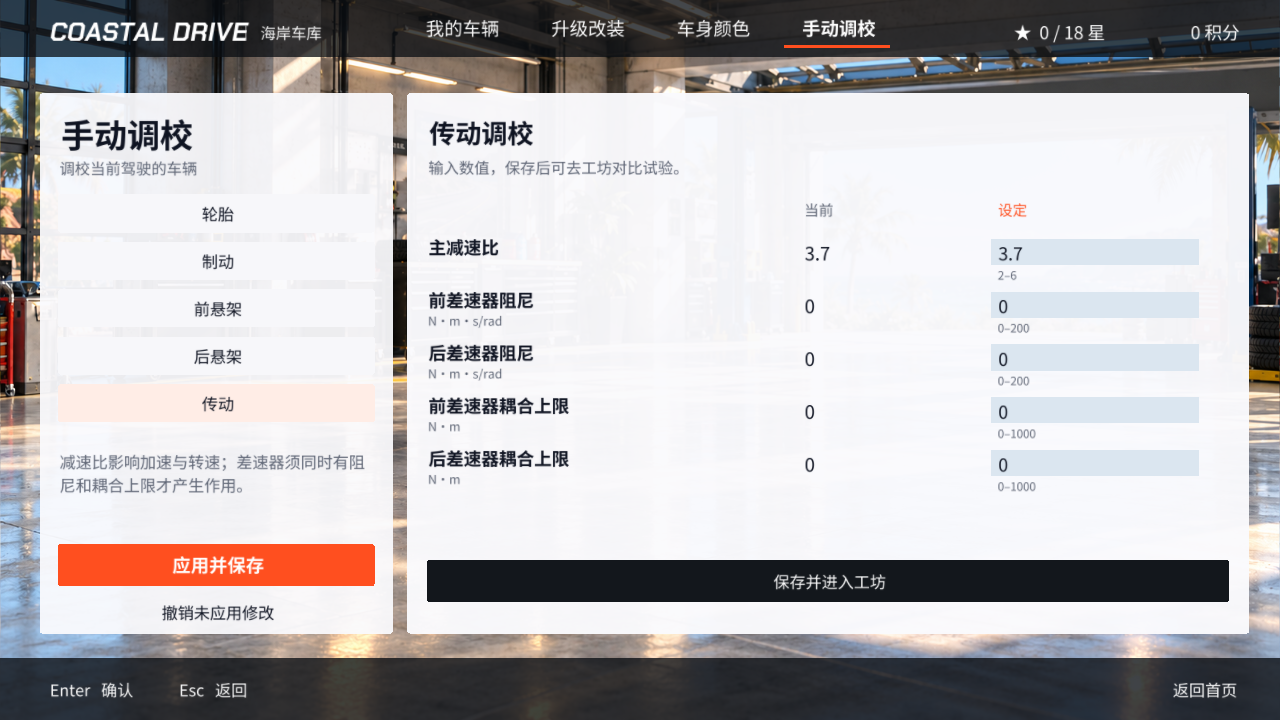 COASTAL DRIVE 海岸车库
我的车辆
升级改装
车身颜色
手动调校
★ 0 / 18 星
0 积分
手动调校
调校当前驾驶的车辆
轮胎
制动
前悬架
后悬架
传动
减速比影响加速与转速；差速器须同时有阻
尼和耦合上限才产生作用。
应用并保存
撤销未应用修改
传动调校
输入数值，保存后可去工坊对比试验。
当前
设定
主减速比
3.7
3.7
2–6
前差速器阻尼
N·m·s/rad
0
0
0–200
后差速器阻尼
N·m·s/rad
0
0
0–200
前差速器耦合上限
N·m
0
0
0–1000
后差速器耦合上限
N·m
0
0
0–1000
保存并进入工坊
Enter 确认
Esc 返回
返回首页